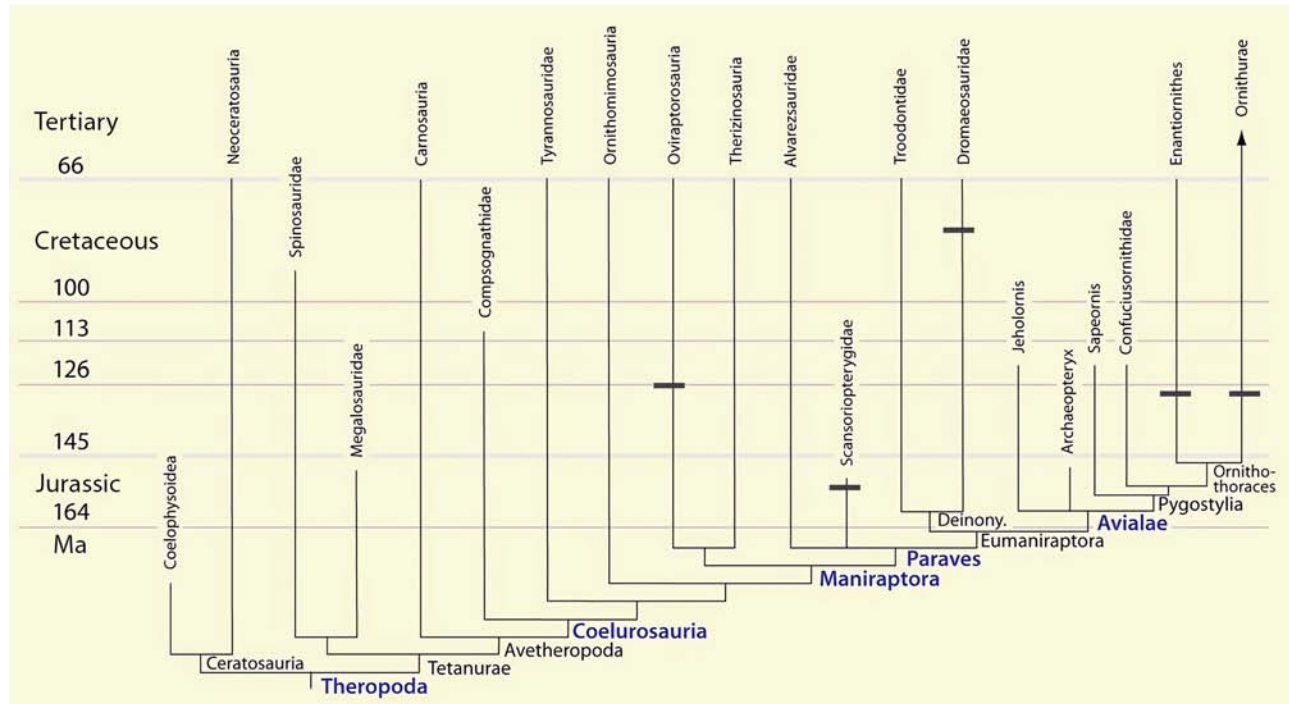 Tertiary
66
Cretaceous
100
113
126
145
Jurassic
164
Ma
Coelophysoidea
Neoceratosauria
Spinosauridae
Megalosauridae
Carnosauria
Compsognathidae
Tyrannosauridae
Ornithomimosauria
Oviraptorosauria
Therizinosauria
Alvarezsauridae
Scansoriopterygidae
Troodontidae
Dromaeosauridae
Jeholornis
Archaeopteryx
Sapeornis
Confuciusornithidae
Enantiornithes
Ornithurae
Ornitho-
thoraces
Pygostylia
Avialae
Deinony.
Eumaniraptora
Paraves
Maniraptora
Coelurosauria
Avetheropoda
Tetanurae
Ceratosauria
Theropoda